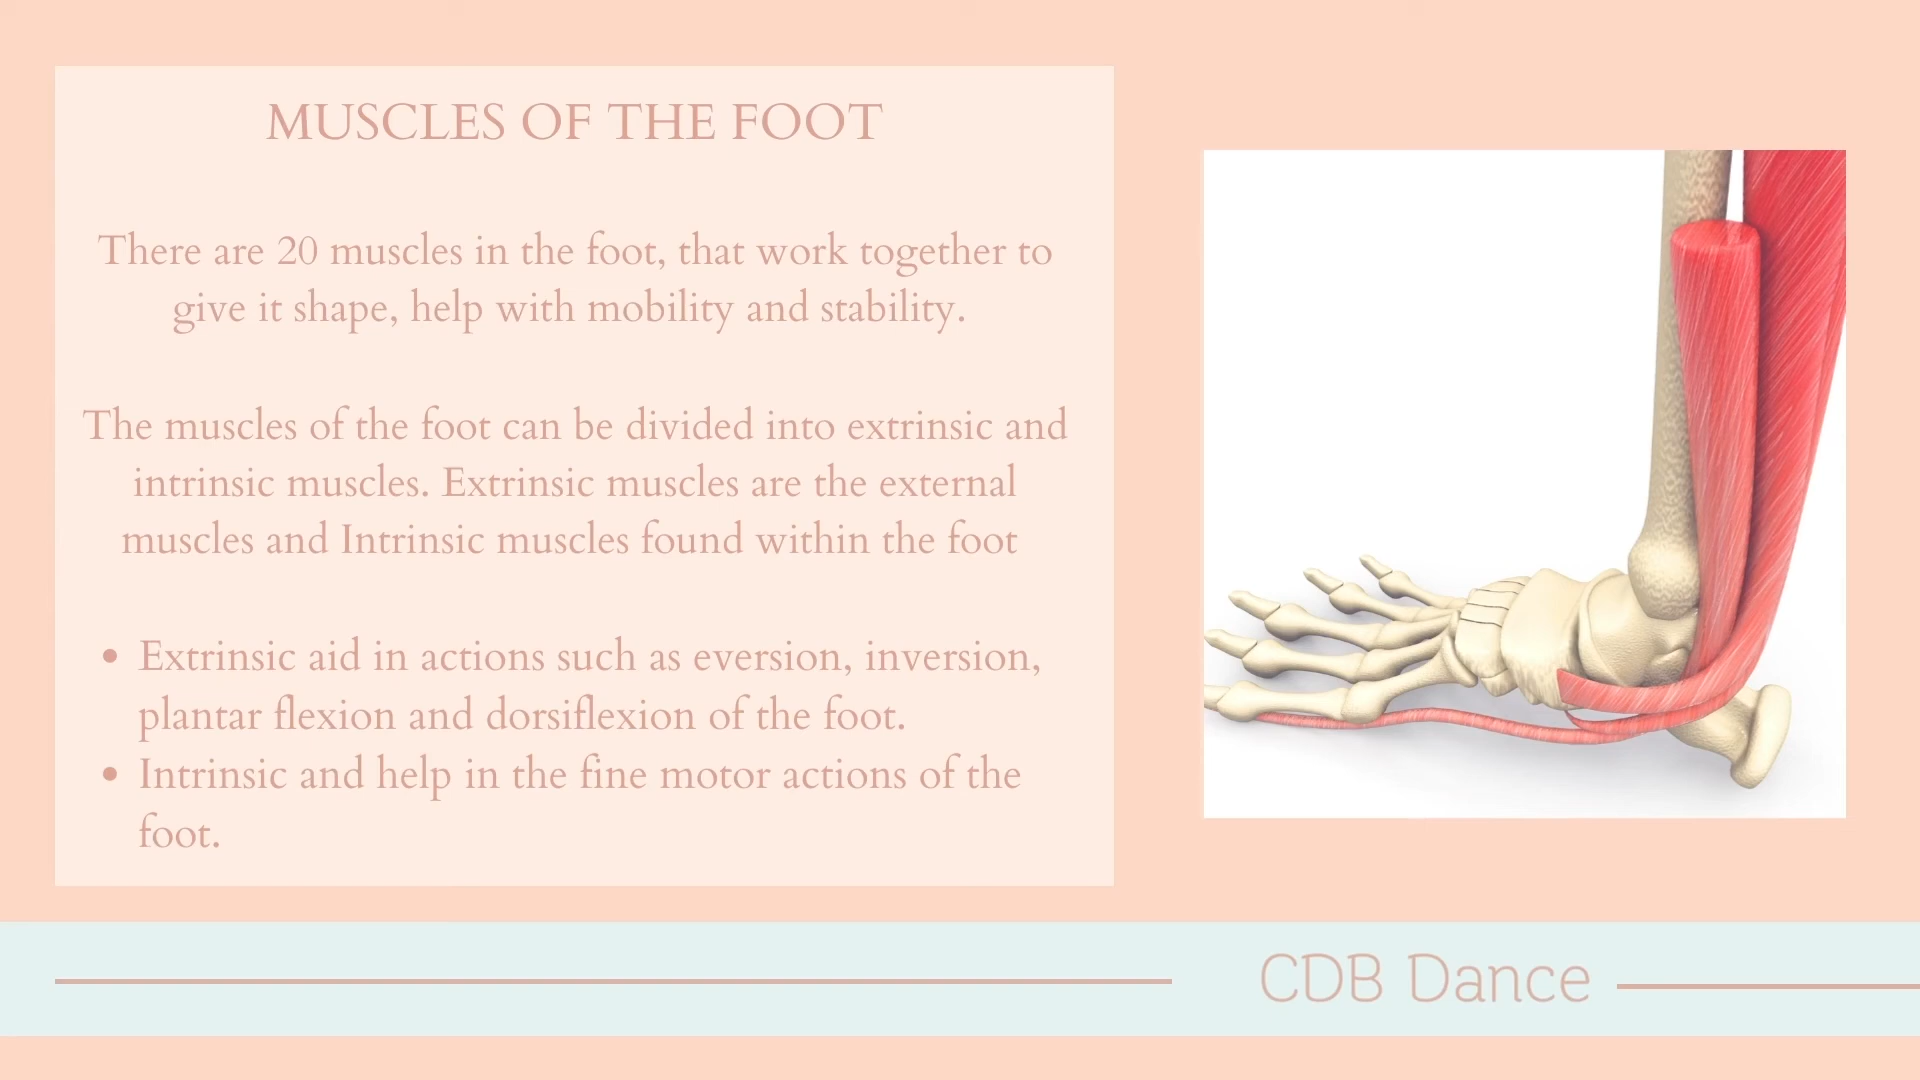 MUSCLES OF THE FOOT
There are 20 muscles in the foot, that work together to
give it shape, help with mobility and stability.
The muscles of the foot can be divided into extrinsic and
intrinsic muscles. Extrinsic muscles are the external
muscles and Intrinsic muscles found within the foot
• Extrinsic aid in actions such as eversion, inversion,
plantar flexion and dorsiflexion of the foot.
• Intrinsic and help in the fine motor actions of the
foot.
CDB Dance